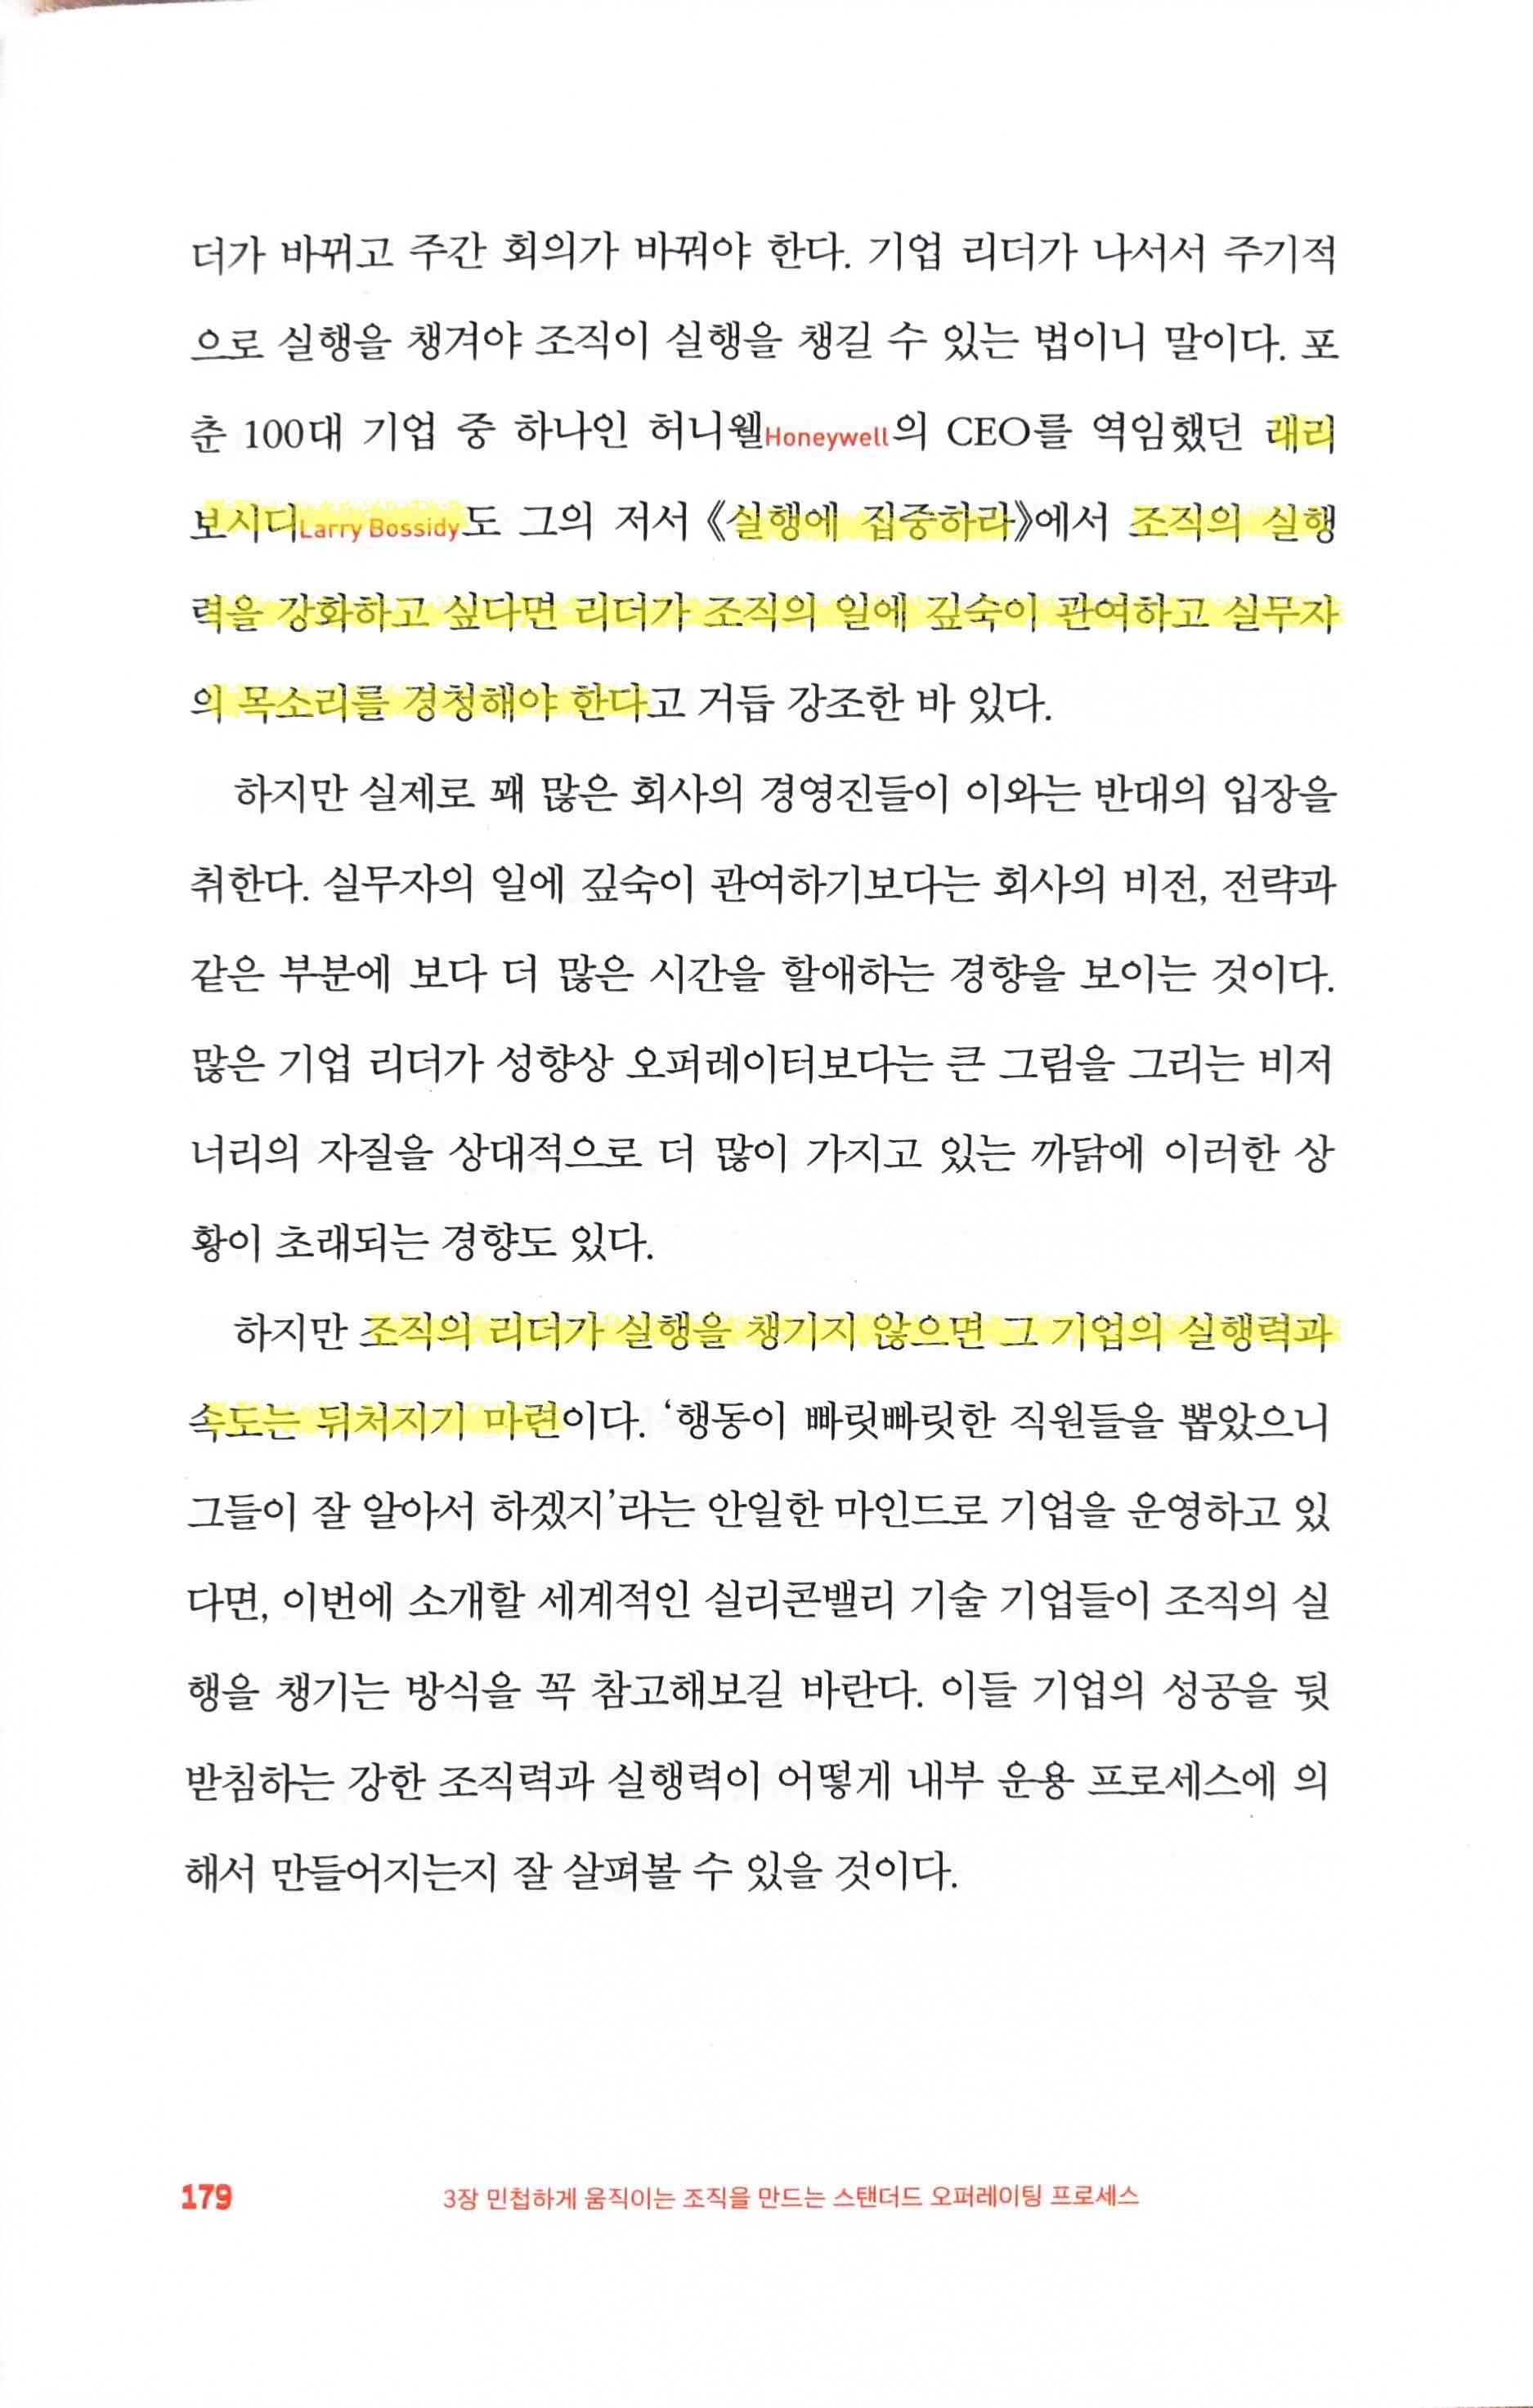 더가 바뀌고 주간 회의가 바뀌어야 한다. 기업 리더가 나서서 주기적
으로 실행을 챙겨야 조직이 실행을 챙길 수 있는 법이니 말이다. 포
춘 100대 기업 중 하나인 허니웰Honeywell의 CEO를 역임했던 래리
보시디Larry Bossidy도 그의 저서 《실행에 집중하라》에서 조직의 실행
력을 강화하고 싶다면 리더가 조직의 일에 깊숙이 관여하고 실무자
의 목소리를 경청해야 한다고 거듭 강조한 바 있다.
하지만 실제로 꽤 많은 회사의 경영진들이 이와는 반대의 입장을
취한다. 실무자의 일에 깊숙이 관여하기보다는 회사의 비전, 전략과
같은 부분에 보다 더 많은 시간을 할애하는 경향을 보이는 것이다.
많은 기업 리더가 성향상 오퍼레이터보다는 큰 그림을 그리는 비저
너리의 자질을 상대적으로 더 많이 가지고 있는 까닭에 이러한 상
황이 초래되는 경향도 있다.
하지만 조직의 리더가 실행을 챙기지 않으면 그 기업의 실행력과
속도는 뒤처지기 마련이다. ‘행동이 빠릿빠릿한 직원들을 뽑았으니
그들이 잘 알아서 하겠지’라는 안일한 마인드로 기업을 운영하고 있
다면, 이번에 소개할 세계적인 실리콘밸리 기술 기업들이 조직의 실
행을 챙기는 방식을 꼭 참고해보길 바란다. 이들 기업의 성공을 뒷
받침하는 강한 조직력과 실행력이 어떻게 내부 운용 프로세스에 의
해서 만들어지는지 잘 살펴볼 수 있을 것이다.
179 3장 민첩하게 움직이는 조직을 만드는 스탠더드 오퍼레이팅 프로세스